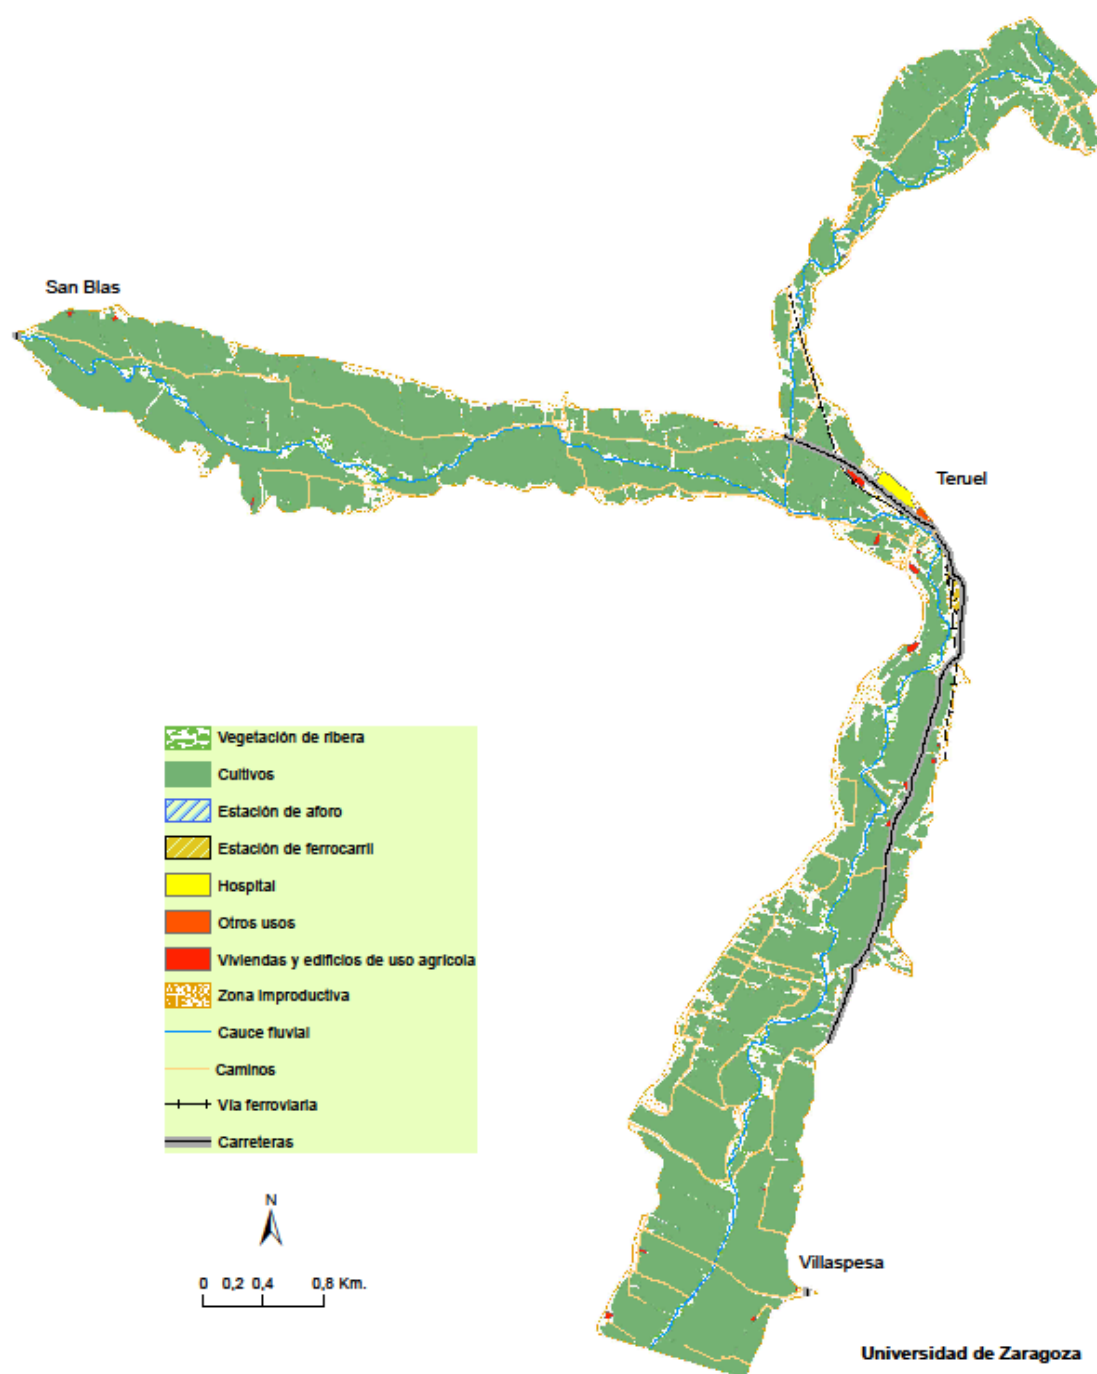 San Blas
Teruel
Vegetación de ribera
Cultivos
Estación de aforo
Estación de ferrocarril
Hospital
Otros usos
Viviendas y edificios de uso agrícola
Zona improductiva
Cauce fluvial
Caminos
Vía ferroviaria
Carreteras
N
0 0,2 0,4 0,8 Km.
Villaspesa
Universidad de Zaragoza